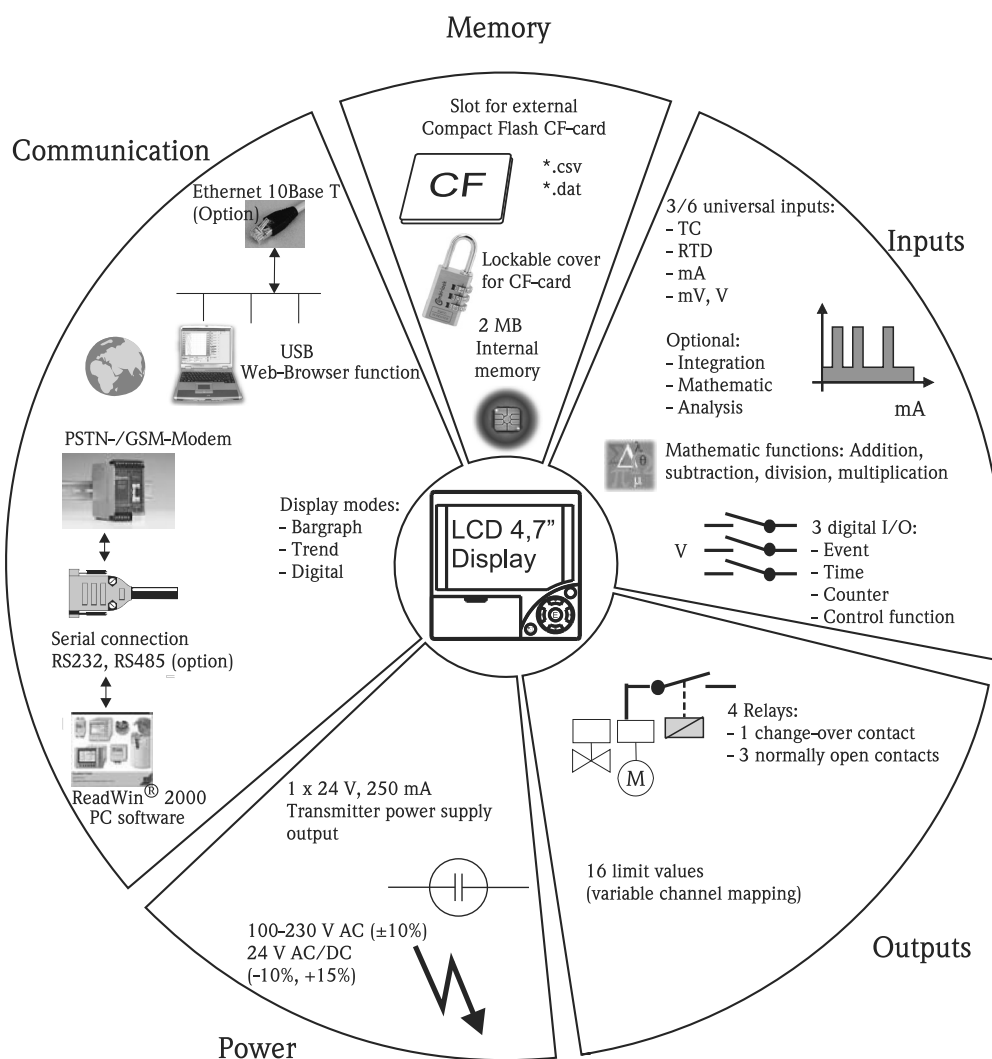 Memory
Slot for external
Compact Flash CF-card
CF
*.csv
*.dat
Lockable cover
for CF-card
2 MB
Internal
memory
Communication
Ethernet 10Base T
(Option)
USB
Web-Browser function
PSTN-/GSM-Modem
Display modes:
- Bargraph
- Trend
- Digital
Serial connection
RS232, RS485 (option)
ReadWin® 2000
PC software
Inputs
3/6 universal inputs:
- TC
- RTD
- mA
- mV, V
Optional:
- Integration
- Mathematic
- Analysis
mA
Mathematic functions: Addition,
subtraction, division, multiplication
V
3 digital I/O:
- Event
- Time
- Counter
- Control function
LCD 4,7”
Display
E
4 Relays:
- 1 change-over contact
- 3 normally open contacts
M
16 limit values
(variable channel mapping)
Outputs
1 x 24 V, 250 mA
Transmitter power supply
output
100-230 V AC (±10%)
24 V AC/DC
(-10%, +15%)
Power